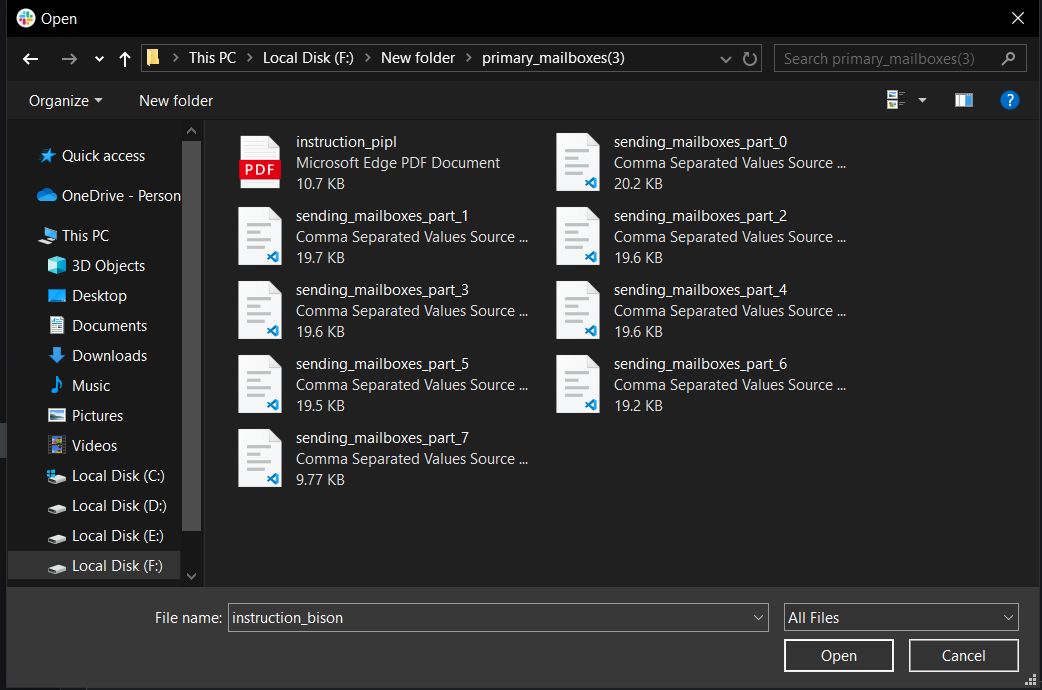 Open
This PC > Local Disk (F:) > New folder > primary_mailboxes(3)
Search primary_mailboxes(3)
Organize
New folder
?
Quick access
OneDrive - Person
This PC
3D Objects
Desktop
Documents
Downloads
Music
Pictures
Videos
Local Disk (C:)
Local Disk (D:)
Local Disk (E:)
Local Disk (F:)
PDF
instruction_pipl
Microsoft Edge PDF Document
10.7 KB
sending_mailboxes_part_0
Comma Separated Values Source ...
20.2 KB
sending_mailboxes_part_1
Comma Separated Values Source ...
19.7 KB
sending_mailboxes_part_2
Comma Separated Values Source ...
19.6 KB
sending_mailboxes_part_3
Comma Separated Values Source ...
19.6 KB
sending_mailboxes_part_4
Comma Separated Values Source ...
19.6 KB
sending_mailboxes_part_5
Comma Separated Values Source ...
19.5 KB
sending_mailboxes_part_6
Comma Separated Values Source ...
19.2 KB
sending_mailboxes_part_7
Comma Separated Values Source ...
9.77 KB
File name: instruction_bison
All Files
Open
Cancel